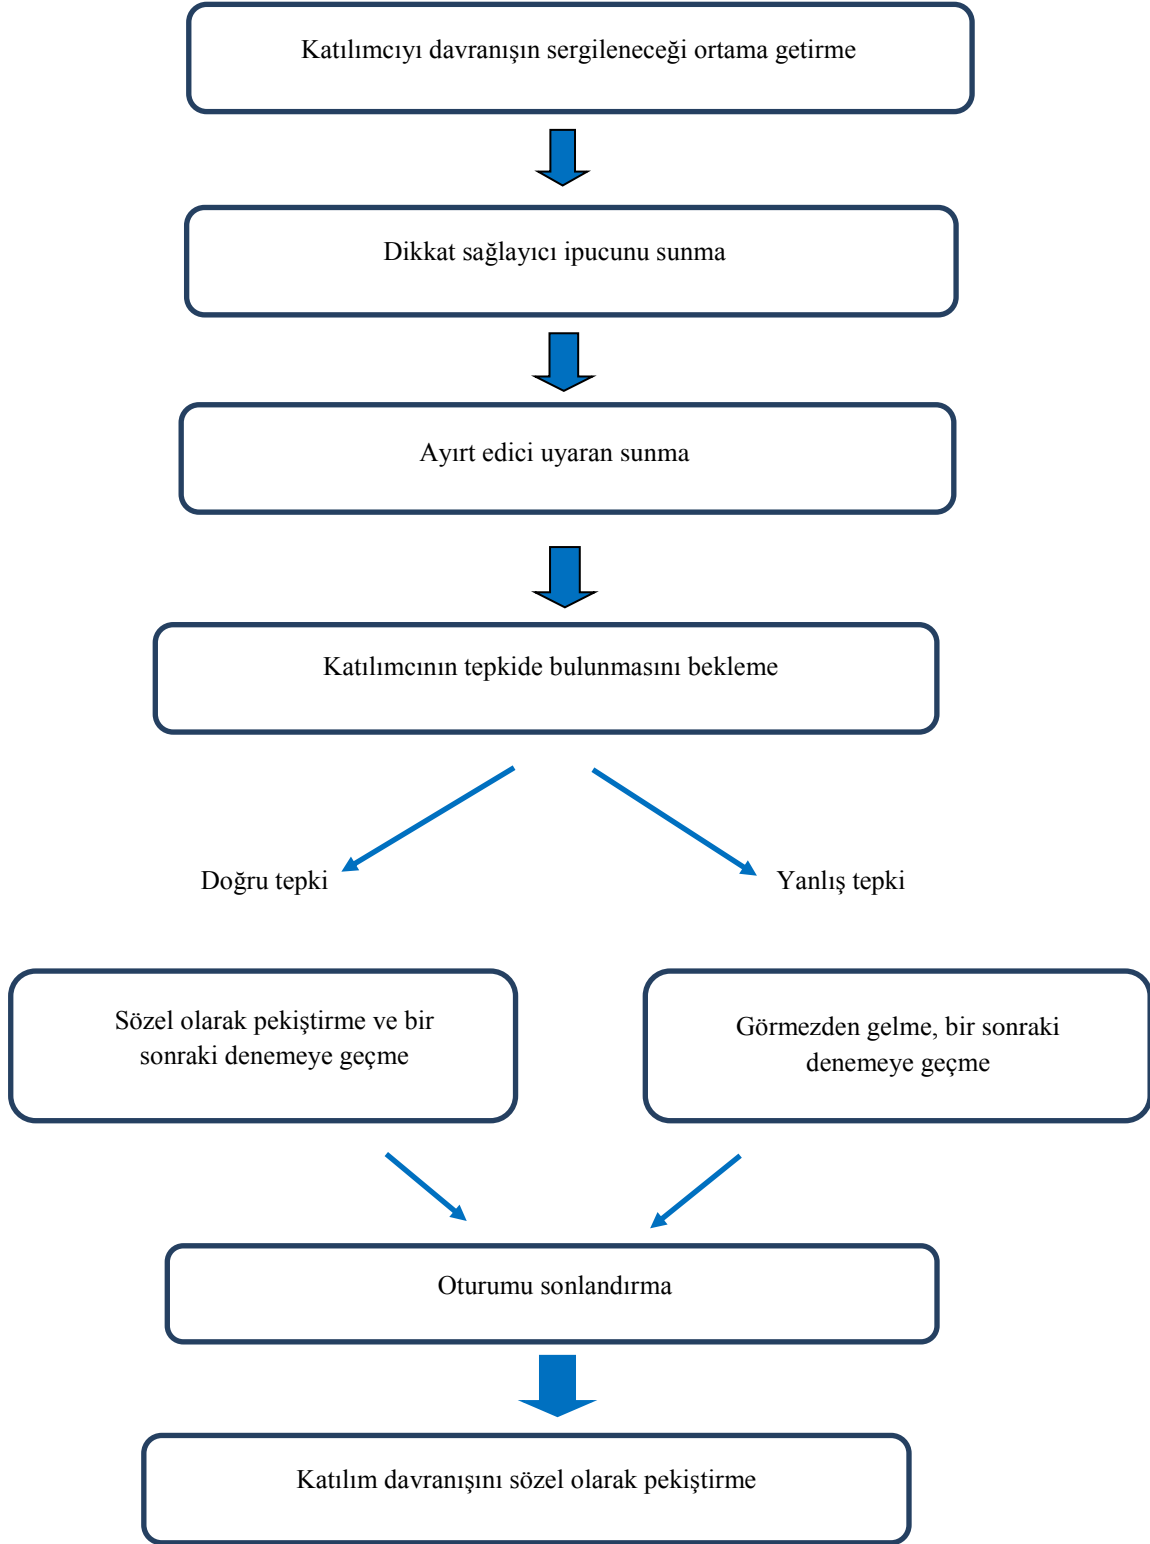 Katılımcıyı davranışın sergileneceği ortama getirme
Dikkat sağlayıcı ipucunu sunma
Ayırt edici uyaran sunma
Katılımcının tepkide bulunmasını bekleme
Doğru tepki
Yanlış tepki
Sözel olarak pekiştirme ve bir
sonraki denemeye geçme
Görmezden gelme, bir sonraki
denemeye geçme
Oturumu sonlandırma
Katılım davranışını sözel olarak pekiştirme